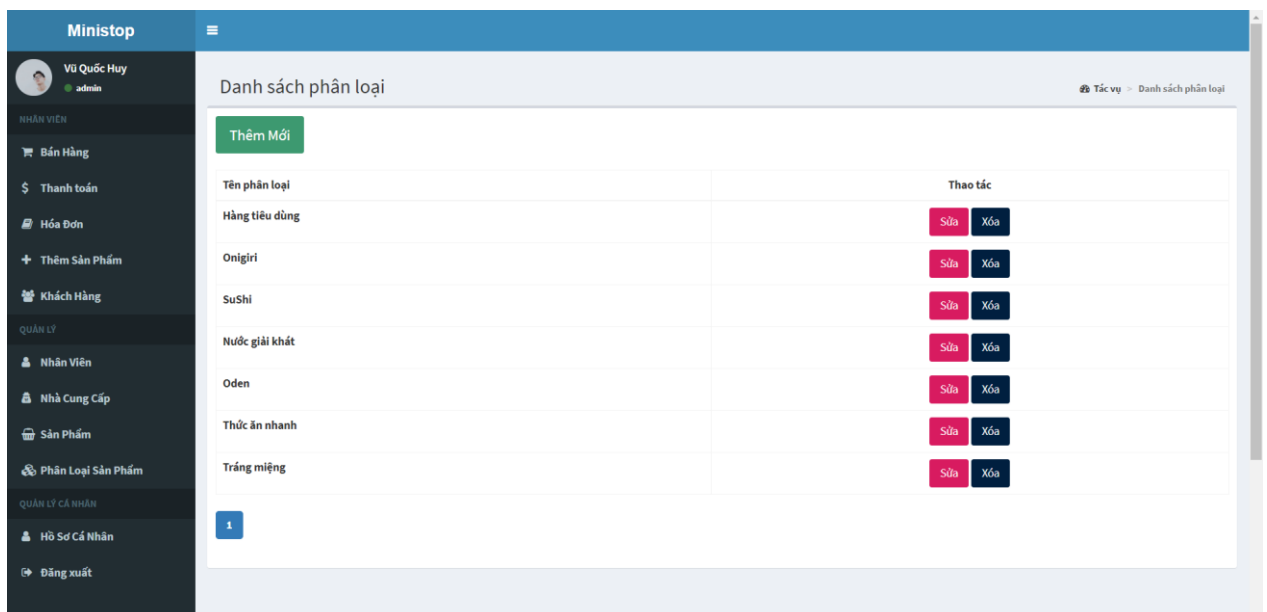 Ministop
Vũ Quốc Huy
admin
NHÂN VIÊN
Bán Hàng
Thanh toán
Hóa Đơn
Thêm Sản Phẩm
Khách Hàng
QUẢN LÝ
Nhân Viên
Nhà Cung Cấp
Sản Phẩm
Phân Loại Sản Phẩm
QUẢN LÝ CÁ NHÂN
Hồ Sơ Cá Nhân
Đăng xuất
Danh sách phân loại
Tác vụ > Danh sách phân loại
Thêm Mới
Tên phân loại Thao tác
Hàng tiêu dùng Sửa Xóa
Onigiri Sửa Xóa
SuShi Sửa Xóa
Nước giải khát Sửa Xóa
Oden Sửa Xóa
Thức ăn nhanh Sửa Xóa
Tráng miệng Sửa Xóa
1